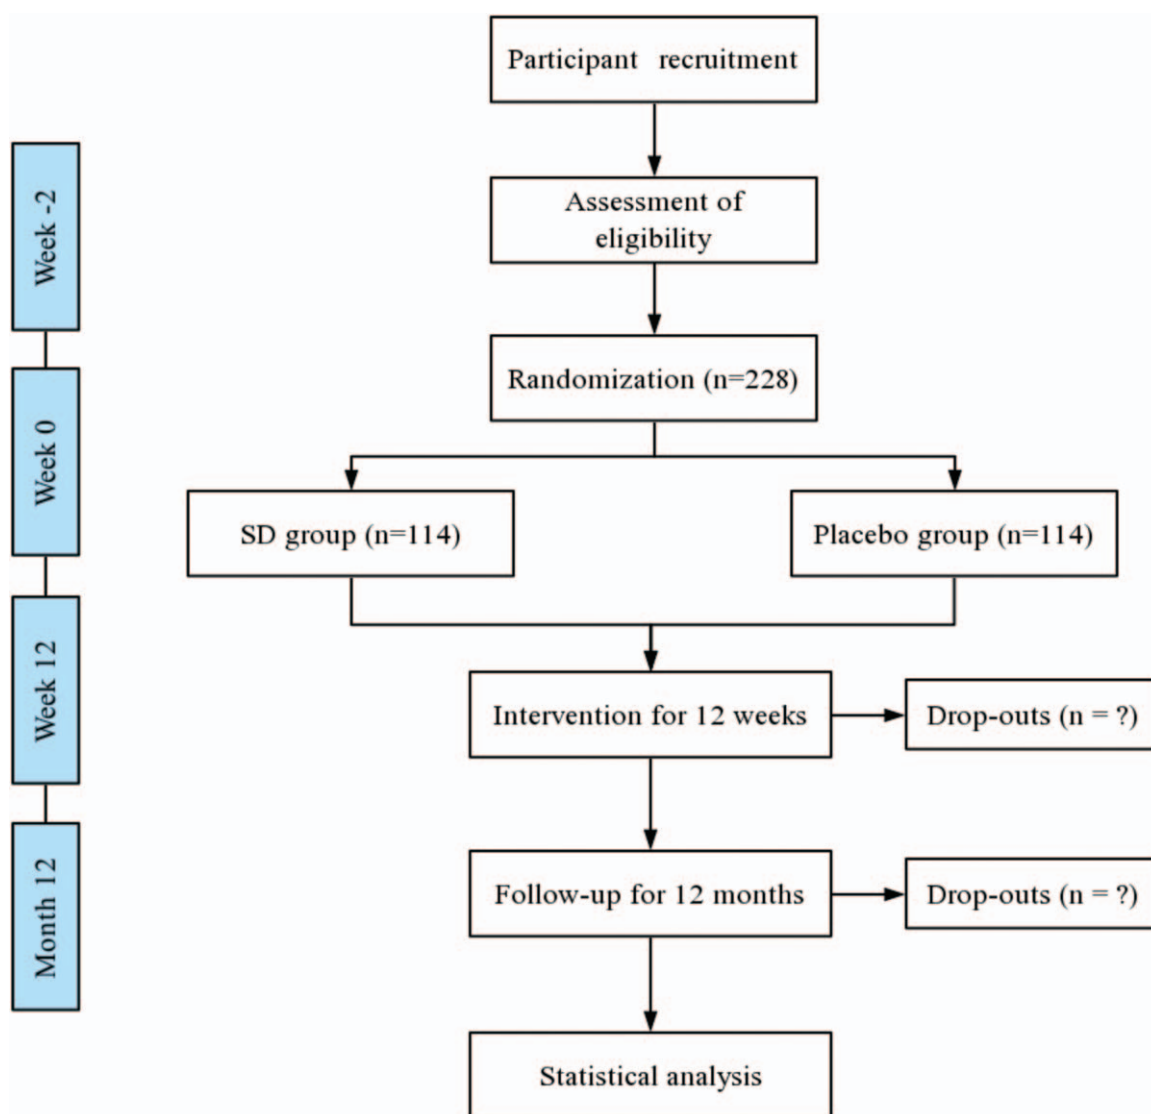 Participant recruitment
Week -2
Assessment of
eligibility
Randomization (n=228)
Week 0
SD group (n=114)
Placebo group (n=114)
Week 12
Intervention for 12 weeks
Drop-outs (n = ?)
Month 12
Follow-up for 12 months
Drop-outs (n = ?)
Statistical analysis